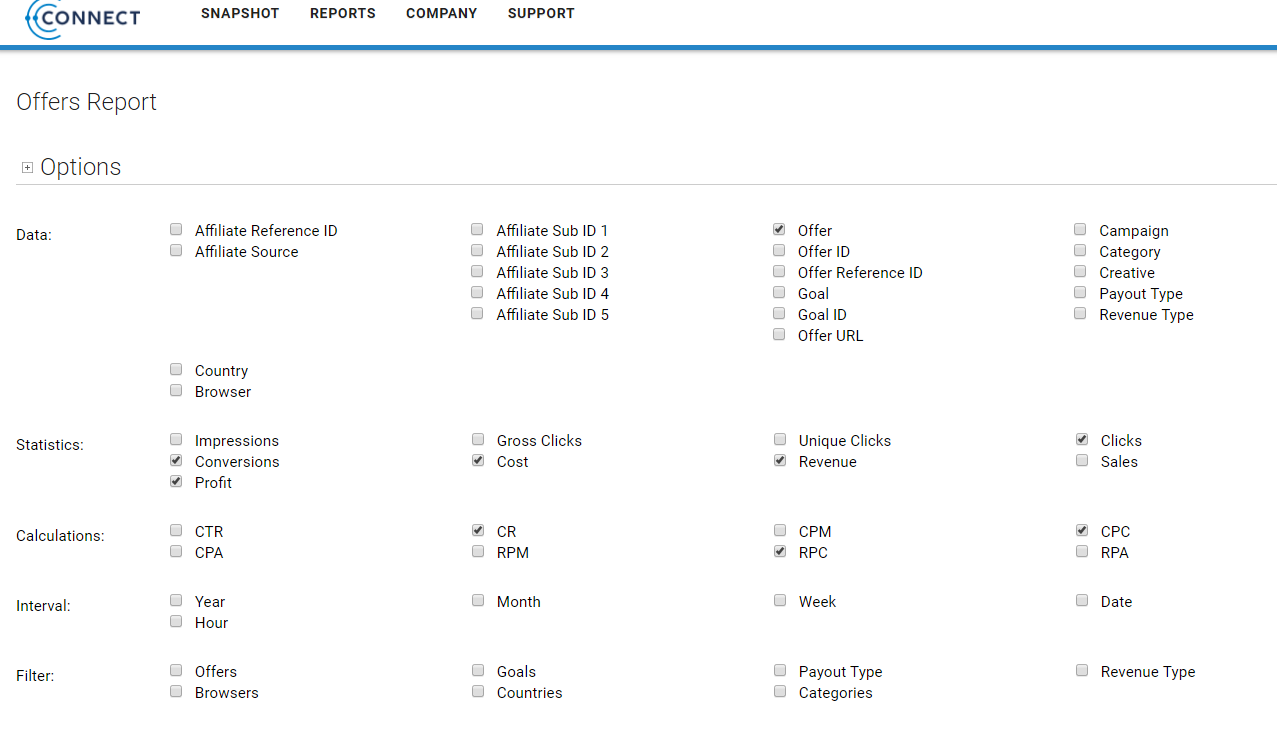 CONNECT SNAPSHOT REPORTS COMPANY SUPPORT
Offers Report
Options
Data: Affiliate Reference ID Affiliate Sub ID 1 Offer Campaign
Affiliate Source Affiliate Sub ID 2 Offer ID Category
Affiliate Sub ID 3 Offer Reference ID Creative
Affiliate Sub ID 4 Goal Payout Type
Affiliate Sub ID 5 Goal ID Revenue Type
Offer URL
Country
Browser
Statistics: Impressions Gross Clicks Unique Clicks Clicks
Conversions Cost Revenue Sales
Profit
Calculations: CTR CR CPM CPC
CPA RPM RPC RPA
Interval: Year Month Week Date
Hour
Filter: Offers Goals Payout Type Revenue Type
Browsers Countries Categories